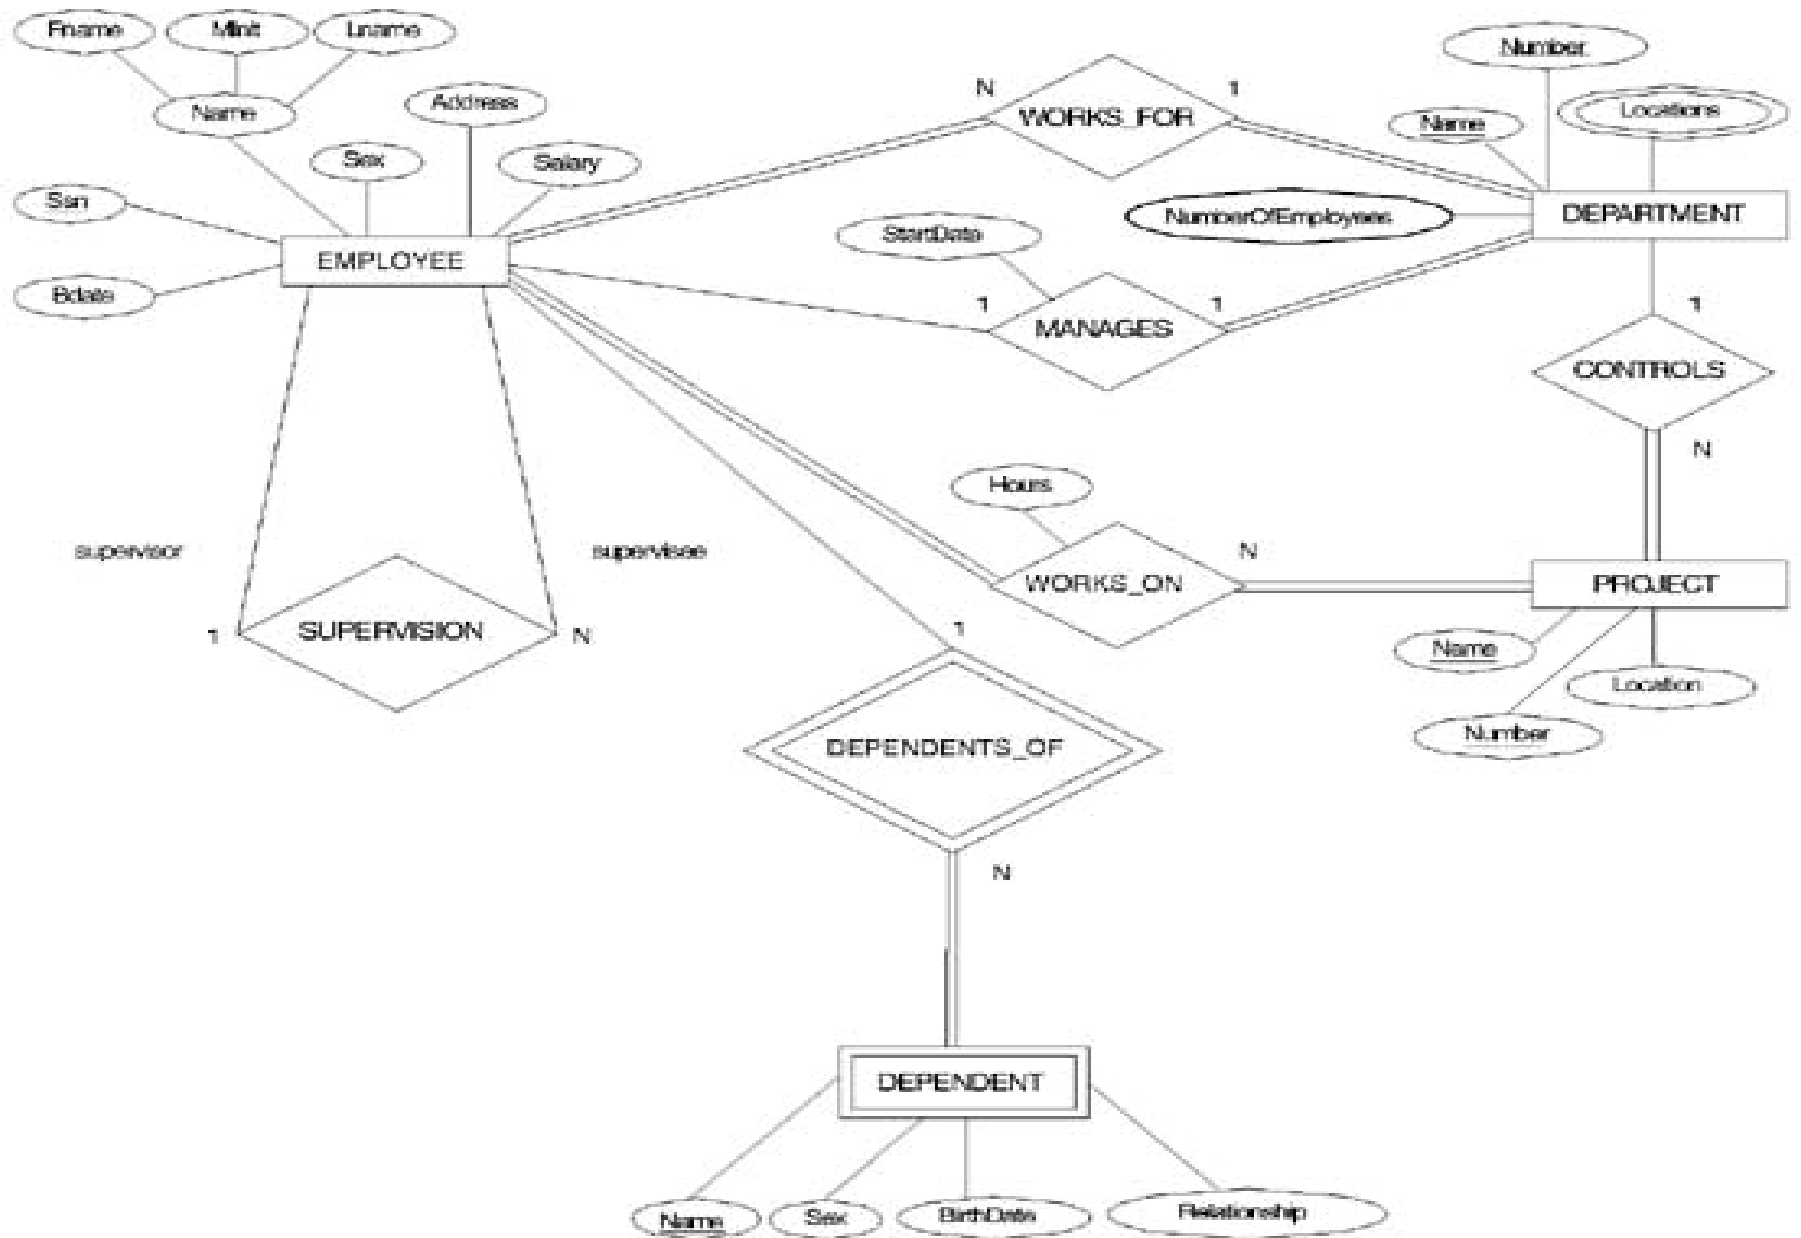 Fname
Minit
Lname
Number
N
1
Name
Address
WORKS_FOR
Locations
Name
Sex
Salary
Ssn
NumberOfEmployees
DEPARTMENT
StartDate
EMPLOYEE
Bdate
1
1
1
MANAGES
CONTROLS
N
Hours
supervisor
supervisee
N
WORKS_ON
PROJECT
1
SUPERVISION
1
N
Name
Location
Number
DEPENDENTS_OF
N
DEPENDENT
Name
Sex
BirthDate
Relationship